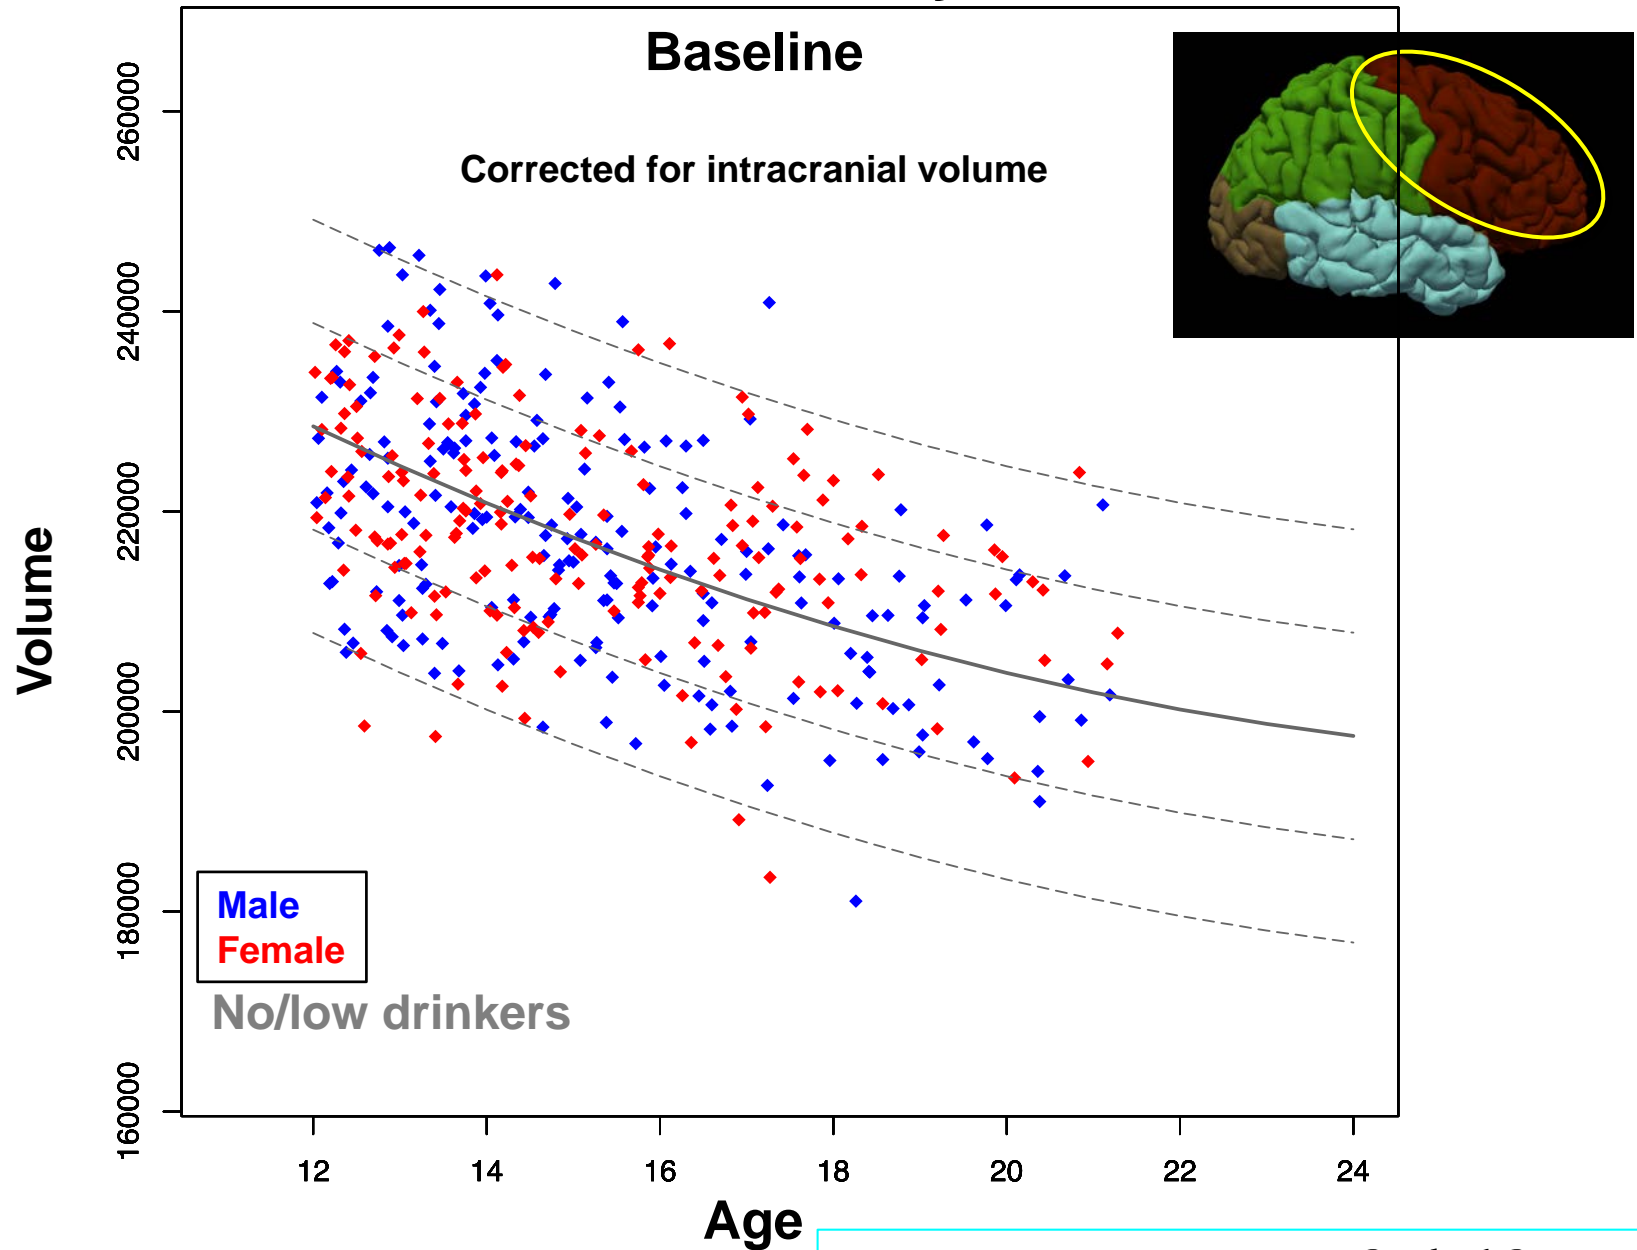 Baseline
Corrected for intracranial volume
260000
240000
220000
200000
180000
160000
Volume
Male
Female
No/low drinkers
12 14 16 18 20 22 24
Age